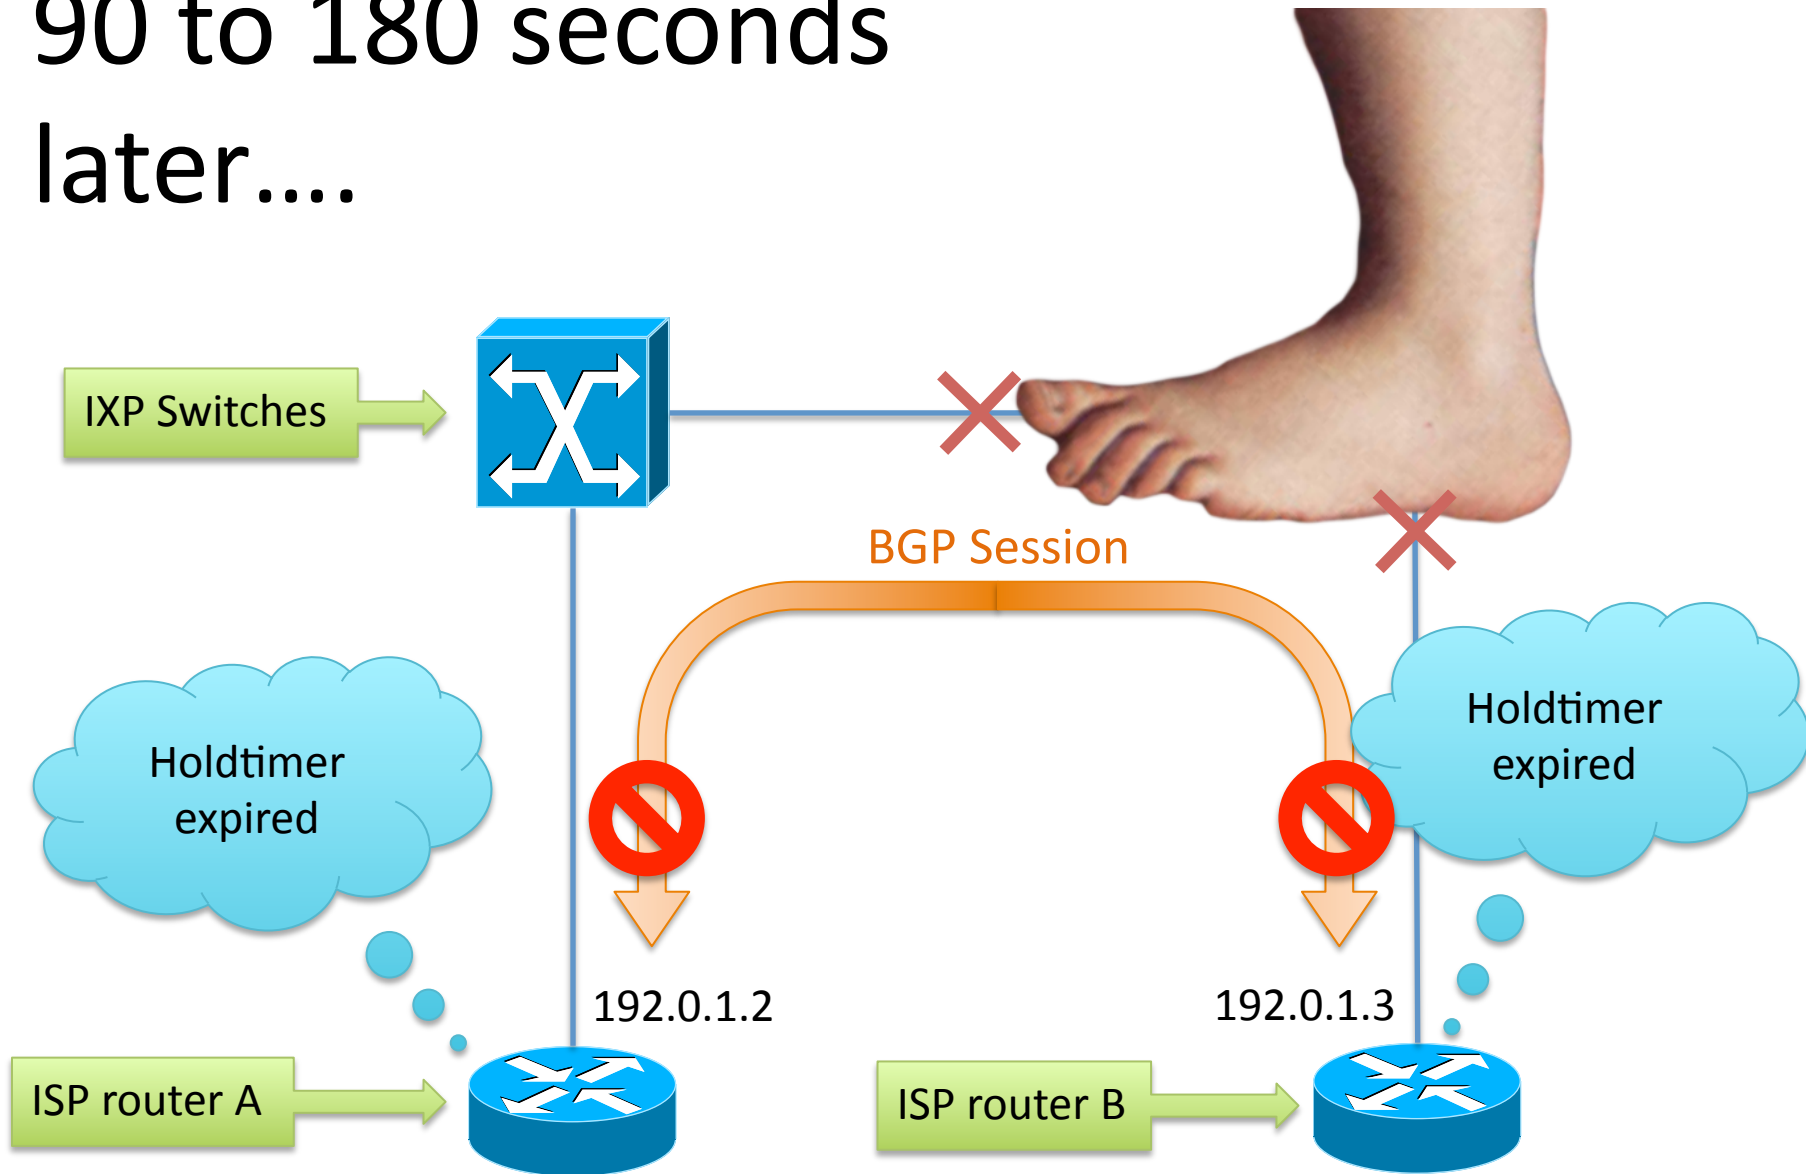 90 to 180 seconds
later....
IXP Switches
BGP Session
Holdtimer
expired
Holdtimer
expired
192.0.1.2
192.0.1.3
ISP router A
ISP router B